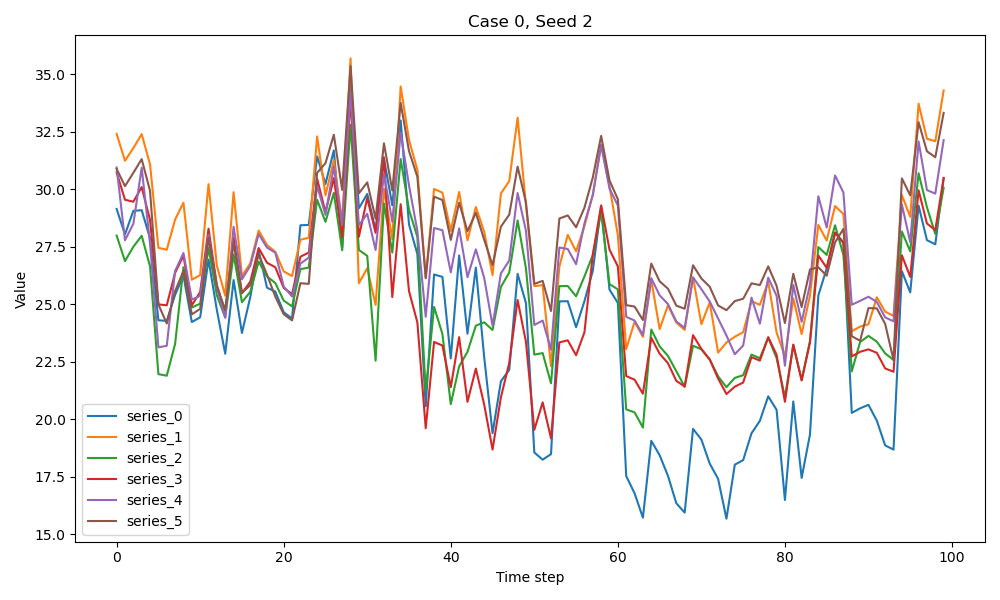 Case 0, Seed 2
Value
35.0
32.5
30.0
27.5
25.0
22.5
20.0
17.5
15.0
series_0
series_1
series_2
series_3
series_4
series_5
0 20 40 60 80 100
Time step